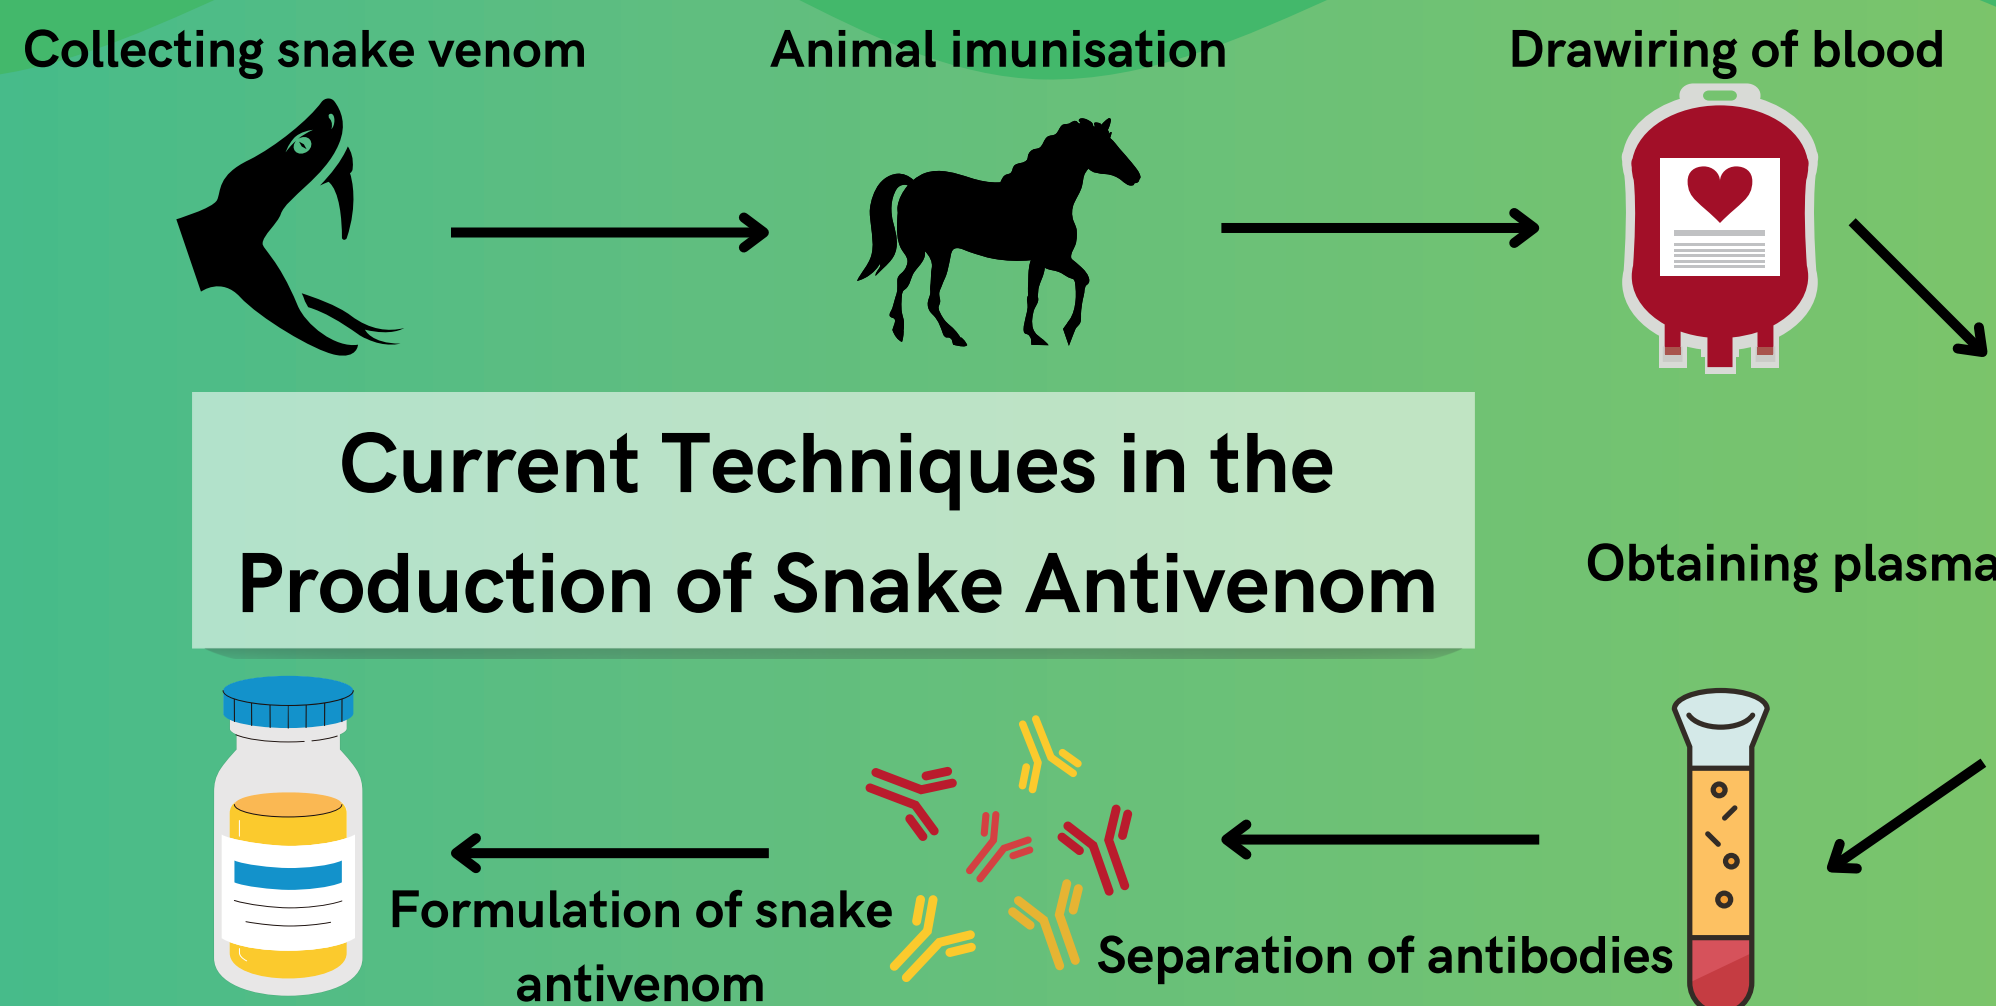 Collecting snake venom
Animal imunisation
Drawiring of blood
Current Techniques in the
Production of Snake Antivenom
Obtaining plasma
Formulation of snake
antivenom
Separation of antibodies